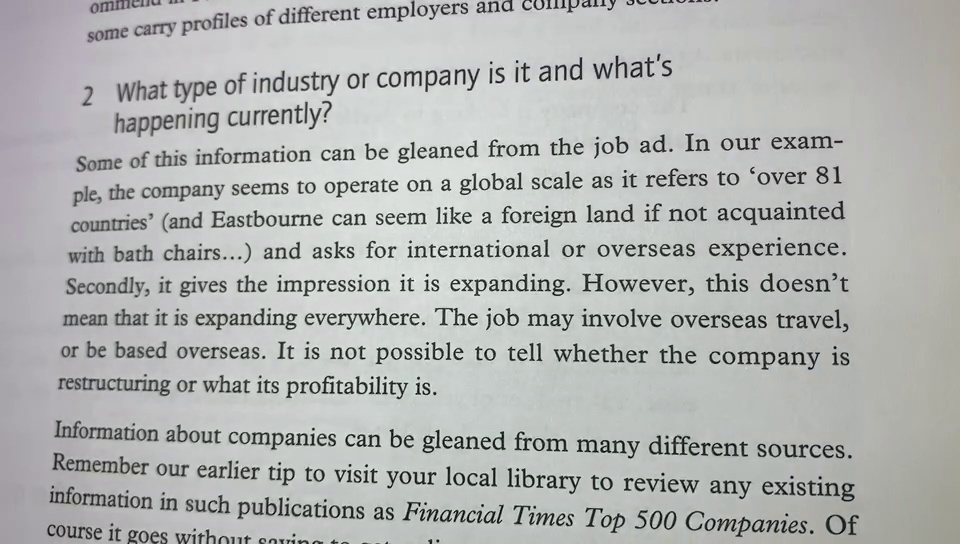 some carry profiles of different employers and company
2 What type of industry or company is it and what's
happening currently?
Some of this information can be gleaned from the job ad. In our exam-
ple, the company seems to operate on a global scale as it refers to ‘over 81
countries’ (and Eastbourne can seem like a foreign land if not acquainted
with bath chairs...) and asks for international or overseas experience.
Secondly, it gives the impression it is expanding. However, this doesn’t
mean that it is expanding everywhere. The job may involve overseas travel,
or be based overseas. It is not possible to tell whether the company is
restructuring or what its profitability is.
Information about companies can be gleaned from many different sources.
Remember our earlier tip to visit your local library to review any existing
information in such publications as Financial Times Top 500 Companies. Of
course it goes without